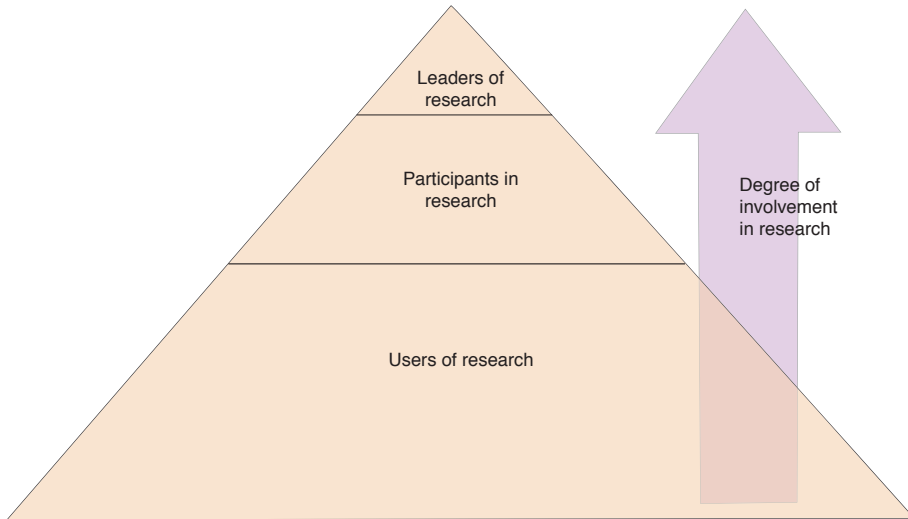 Leaders of
research
Participants in
research
Degree of
involvement
in research
Users of research